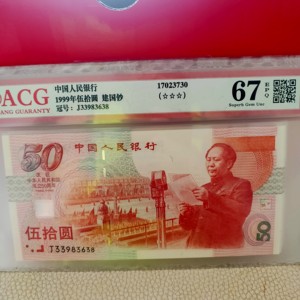 ACG
GUARANTY
中国人民银行
1999年伍拾圆 建国钞
冠号：J33983638
17023730
(☆☆☆)
67 EPQ
Superb Gem Unc
50
中国人民银行
伍拾圆
J33983638
50